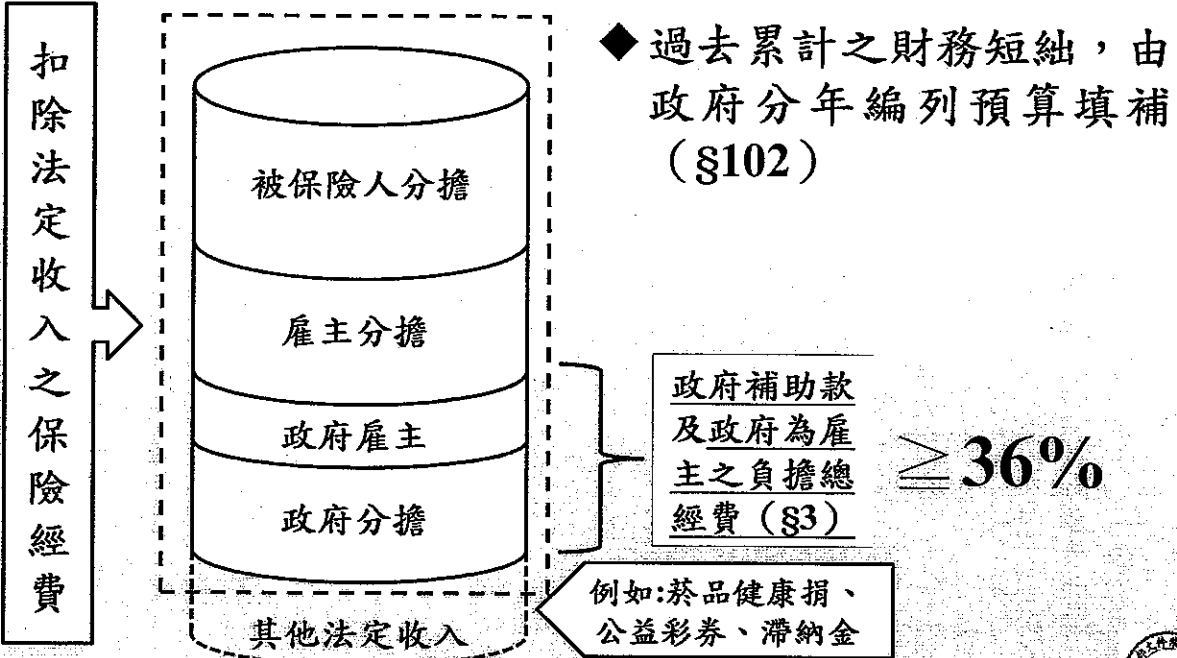 扣除法定收入之保險經費
被保險人分擔
雇主分擔
政府雇主
政府分擔
其他法定收入
◆過去累計之財務短絀，由
政府分年編列預算填補
（§102）
政府補助款
及政府為雇
主之負擔總
經費（§3）
≧36%
例如:菸品健康捐、
公益彩券、滯納金